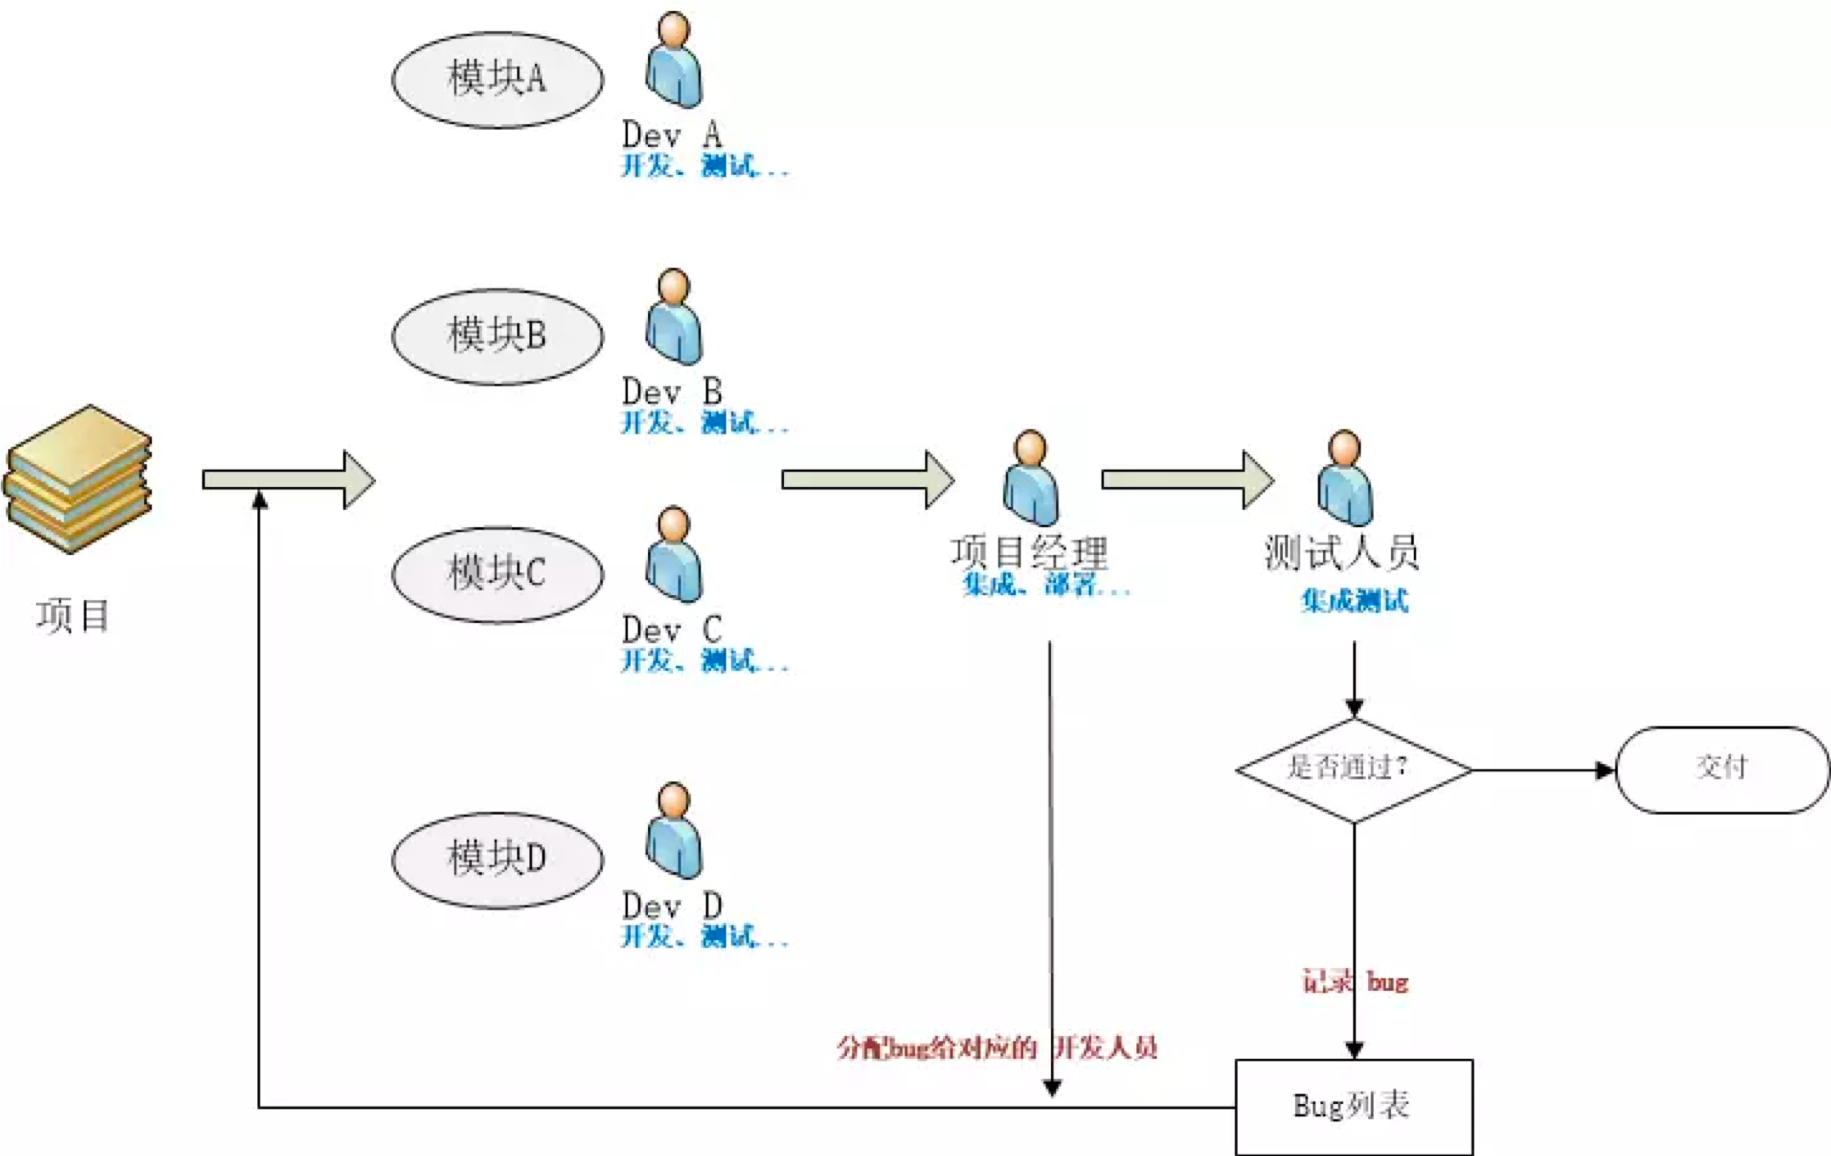 模块A
Dev A
开发、测试...
模块B
Dev B
开发、测试...
项目
模块C
Dev C
开发、测试...
项目经理
集成、部署...
测试人员
集成测试
模块D
Dev D
开发、测试...
是否通过?
交付
记录 bug
分配bug给对应的 开发人员
Bug列表